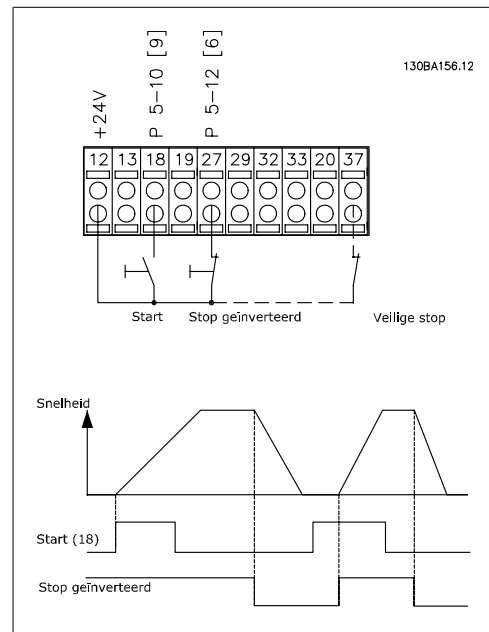 130BA156.12
+24V
P 5-10 [9]
P 5-12 [6]
12 13 18 19 27 29 32 33 20 37
Start
Stop geïnverteerd
Veilige stop
Snelheid
Start (18)
Stop geïnverteerd